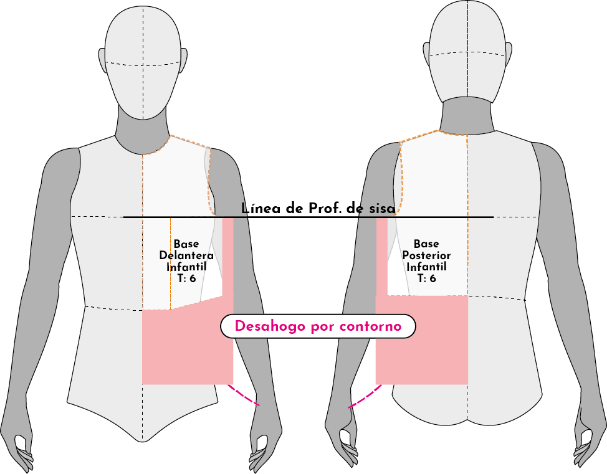 Línea de Prof. de sisa
Base
Delantera
Infantil
T: 6
Base
Posterior
Infantil
T: 6
Desahogo por contorno